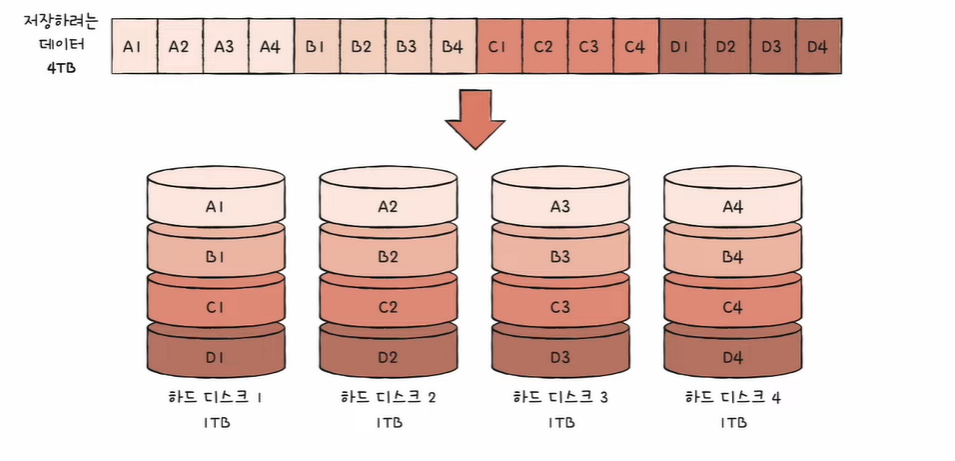 저장하려는
데이터
4TB
A1 A2 A3 A4 B1 B2 B3 B4 C1 C2 C3 C4 D1 D2 D3 D4
A1 A2 A3 A4
B1 B2 B3 B4
C1 C2 C3 C4
D1 D2 D3 D4
하드 디스크 1 하드 디스크 2 하드 디스크 3 하드 디스크 4
1TB 1TB 1TB 1TB